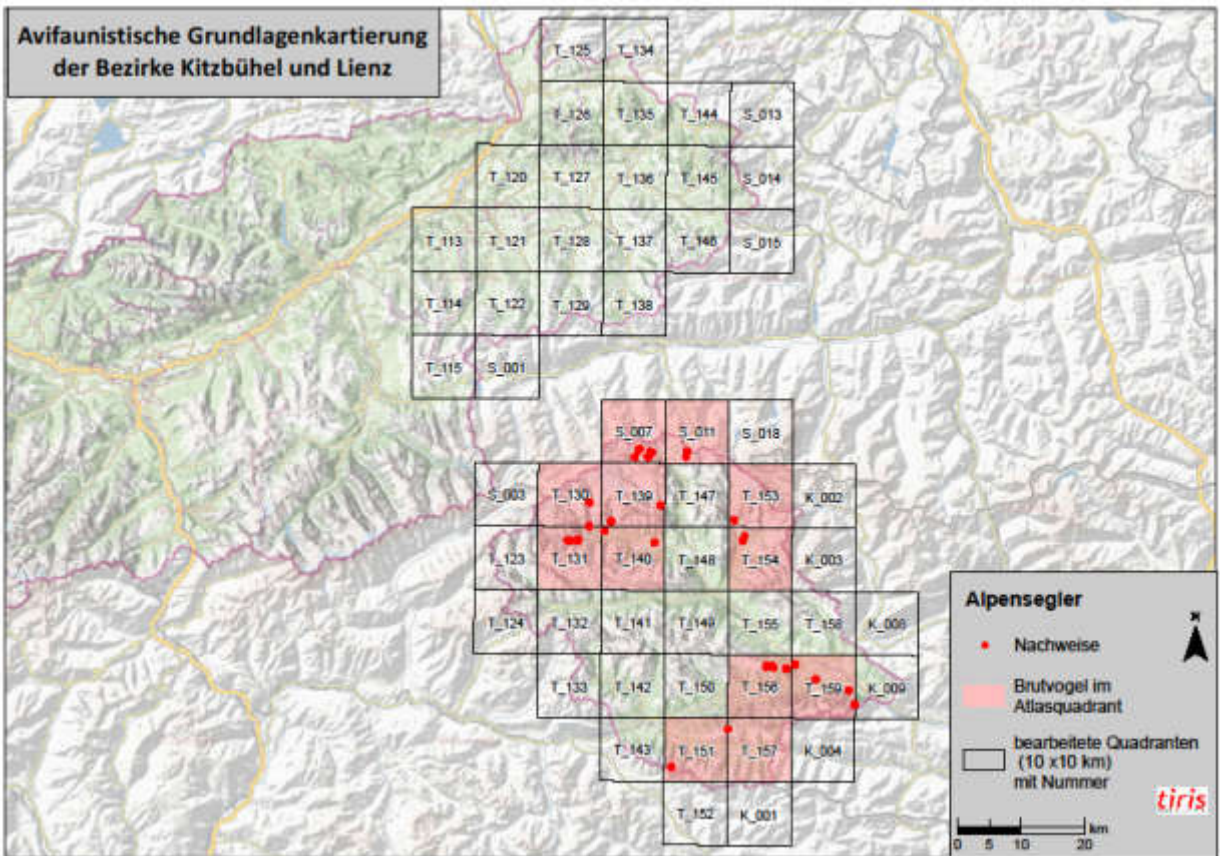 Avifaunistische Grundlagenkartierung
der Bezirke Kitzbühel und Lienz
T_125 T_134
T_126 T_135 T_144 S_013
T_120 T_127 T_136 T_145 S_014
T_113 T_121 T_128 T_137 T_146 S_015
T_114 T_122 T_129 T_138
T_115 S_001
S_007 S_011 S_018
S_003 T_130 T_139 T_147 T_153 K_002
T_123 T_131 T_140 T_148 T_154 K_003
T_124 T_132 T_141 T_149 T_155 T_158 K_008
T_133 T_142 T_150 T_156 T_159 K_009
T_143 T_151 T_157 K_004
T_152 K_001
Alpensegler
N
Nachweise
Brutvogel im
Atlasquadrant
bearbeitete Quadranten
(10 x10 km)
mit Nummer
tiris
km
0 5 10 20